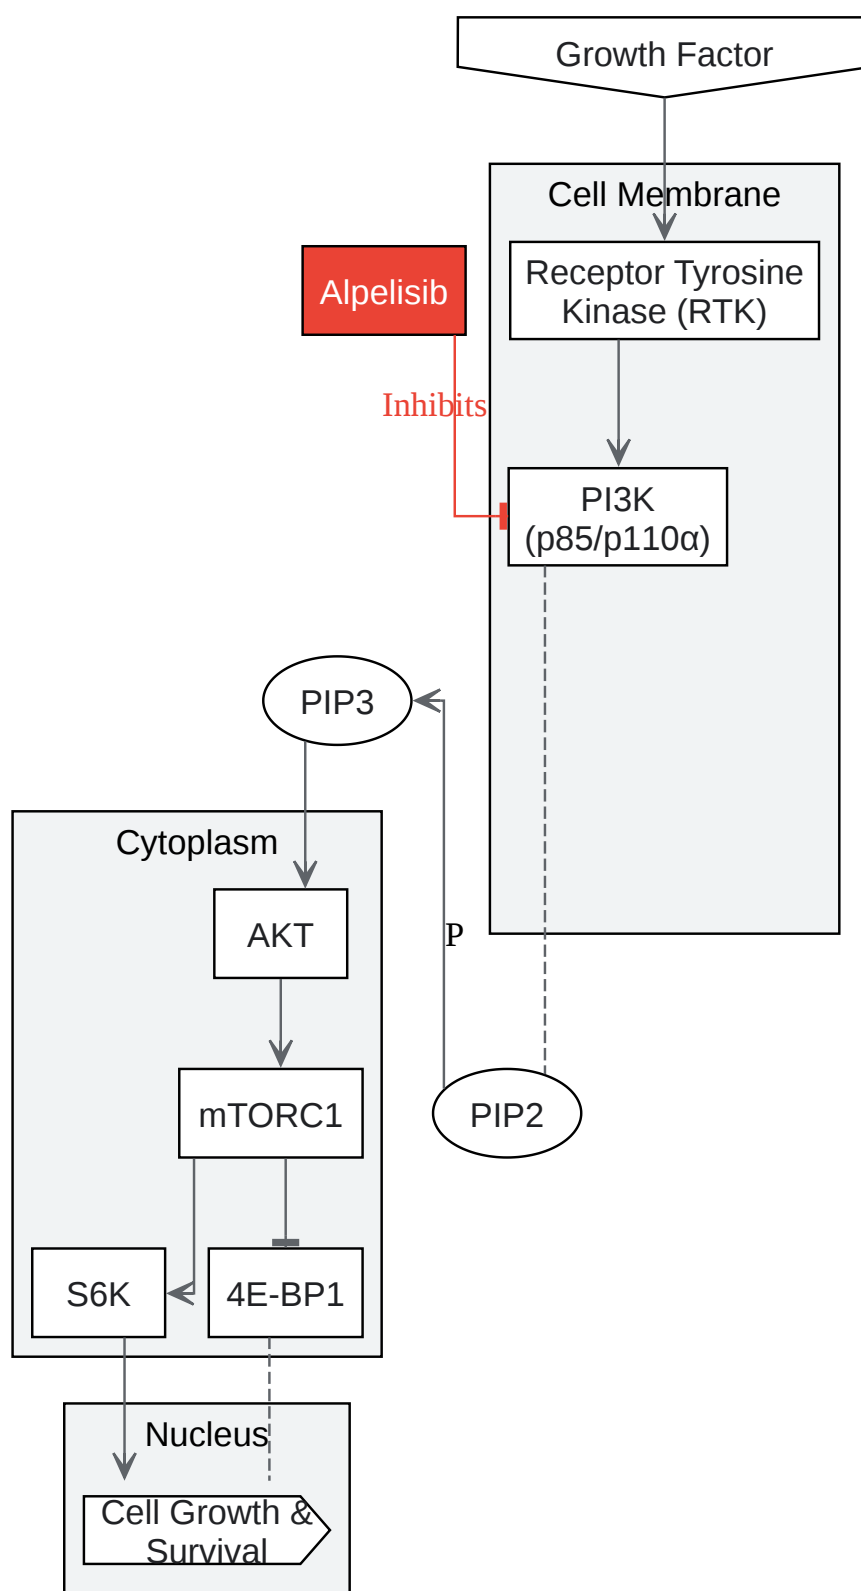 Growth Factor
Cell Membrane
Receptor Tyrosine
Kinase (RTK)
Alpelisib
Inhibits
PI3K
(p85/p110α)
PIP3
Cytoplasm
AKT
P
mTORC1
PIP2
S6K
4E-BP1
Nucleus
Cell Growth &
Survival